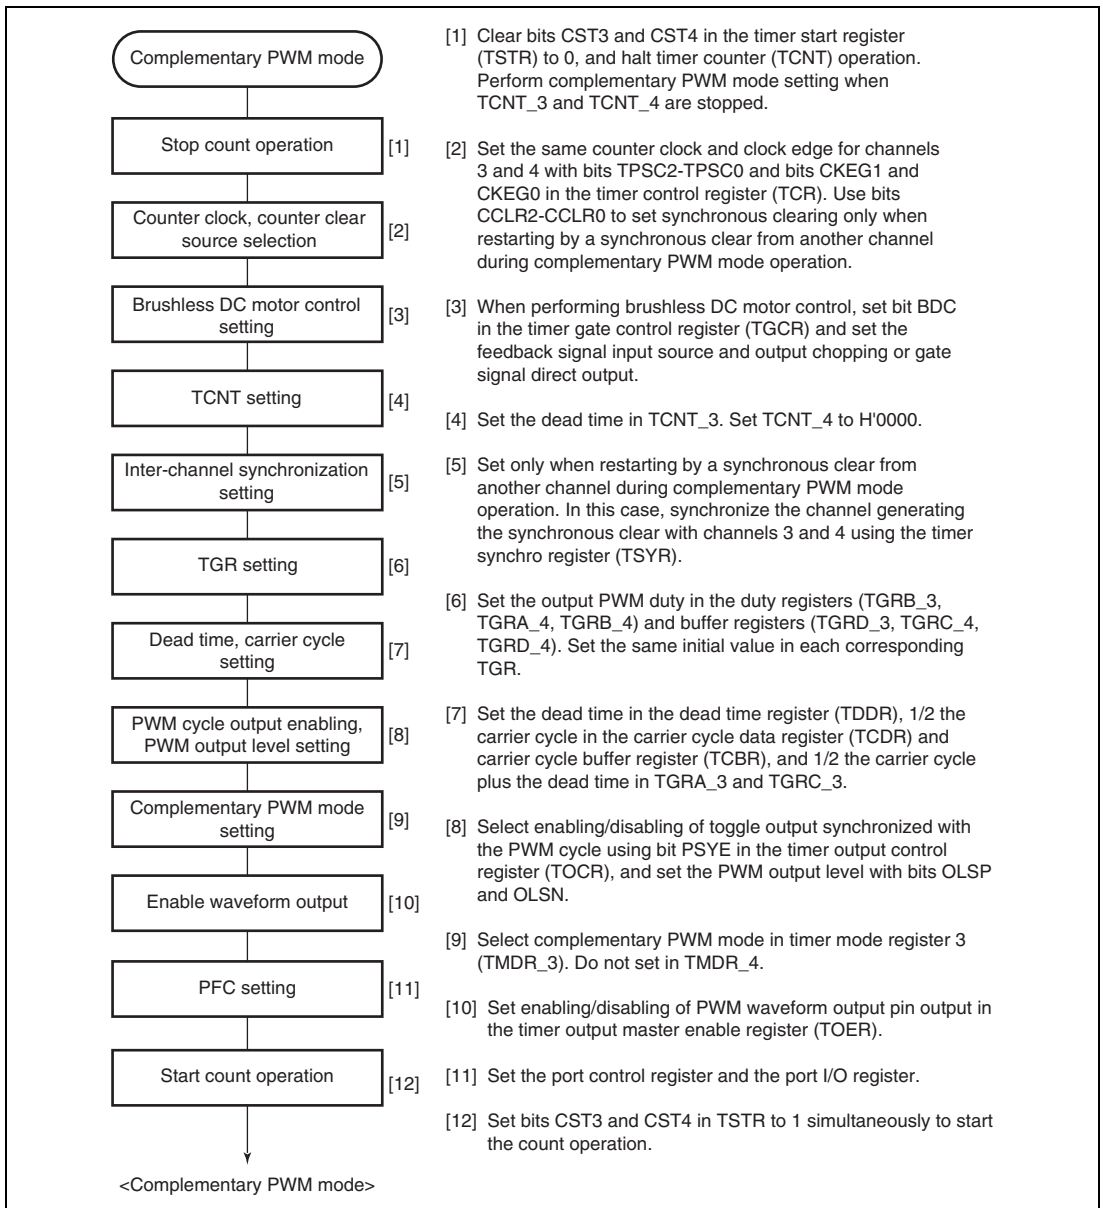 Complementary PWM mode
Stop count operation
[1]
Counter clock, counter clear
source selection
[2]
Brushless DC motor control
setting
[3]
TCNT setting
[4]
Inter-channel synchronization
setting
[5]
TGR setting
[6]
Dead time, carrier cycle
setting
[7]
PWM cycle output enabling,
PWM output level setting
[8]
Complementary PWM mode
setting
[9]
Enable waveform output
[10]
PFC setting
[11]
Start count operation
[12]
<Complementary PWM mode>
[1] Clear bits CST3 and CST4 in the timer start register
(TSTR) to 0, and halt timer counter (TCNT) operation.
Perform complementary PWM mode setting when
TCNT_3 and TCNT_4 are stopped.
[2] Set the same counter clock and clock edge for channels
3 and 4 with bits TPSC2-TPSC0 and bits CKEG1 and
CKEG0 in the timer control register (TCR). Use bits
CCLR2-CCLR0 to set synchronous clearing only when
restarting by a synchronous clear from another channel
during complementary PWM mode operation.
[3] When performing brushless DC motor control, set bit BDC
in the timer gate control register (TGCR) and set the
feedback signal input source and output chopping or gate
signal direct output.
[4] Set the dead time in TCNT_3. Set TCNT_4 to H'0000.
[5] Set only when restarting by a synchronous clear from
another channel during complementary PWM mode
operation. In this case, synchronize the channel generating
the synchronous clear with channels 3 and 4 using the timer
synchro register (TSYR).
[6] Set the output PWM duty in the duty registers (TGRB_3,
TGRA_4, TGRB_4) and buffer registers (TGRD_3, TGRC_4,
TGRD_4). Set the same initial value in each corresponding
TGR.
[7] Set the dead time in the dead time register (TDDR), 1/2 the
carrier cycle in the carrier cycle data register (TCDR) and
carrier cycle buffer register (TCBR), and 1/2 the carrier cycle
plus the dead time in TGRA_3 and TGRC_3.
[8] Select enabling/disabling of toggle output synchronized with
the PWM cycle using bit PSYE in the timer output control
register (TOCR), and set the PWM output level with bits OLSP
and OLSN.
[9] Select complementary PWM mode in timer mode register 3
(TMDR_3). Do not set in TMDR_4.
[10] Set enabling/disabling of PWM waveform output pin output in
the timer output master enable register (TOER).
[11] Set the port control register and the port I/O register.
[12] Set bits CST3 and CST4 in TSTR to 1 simultaneously to start
the count operation.